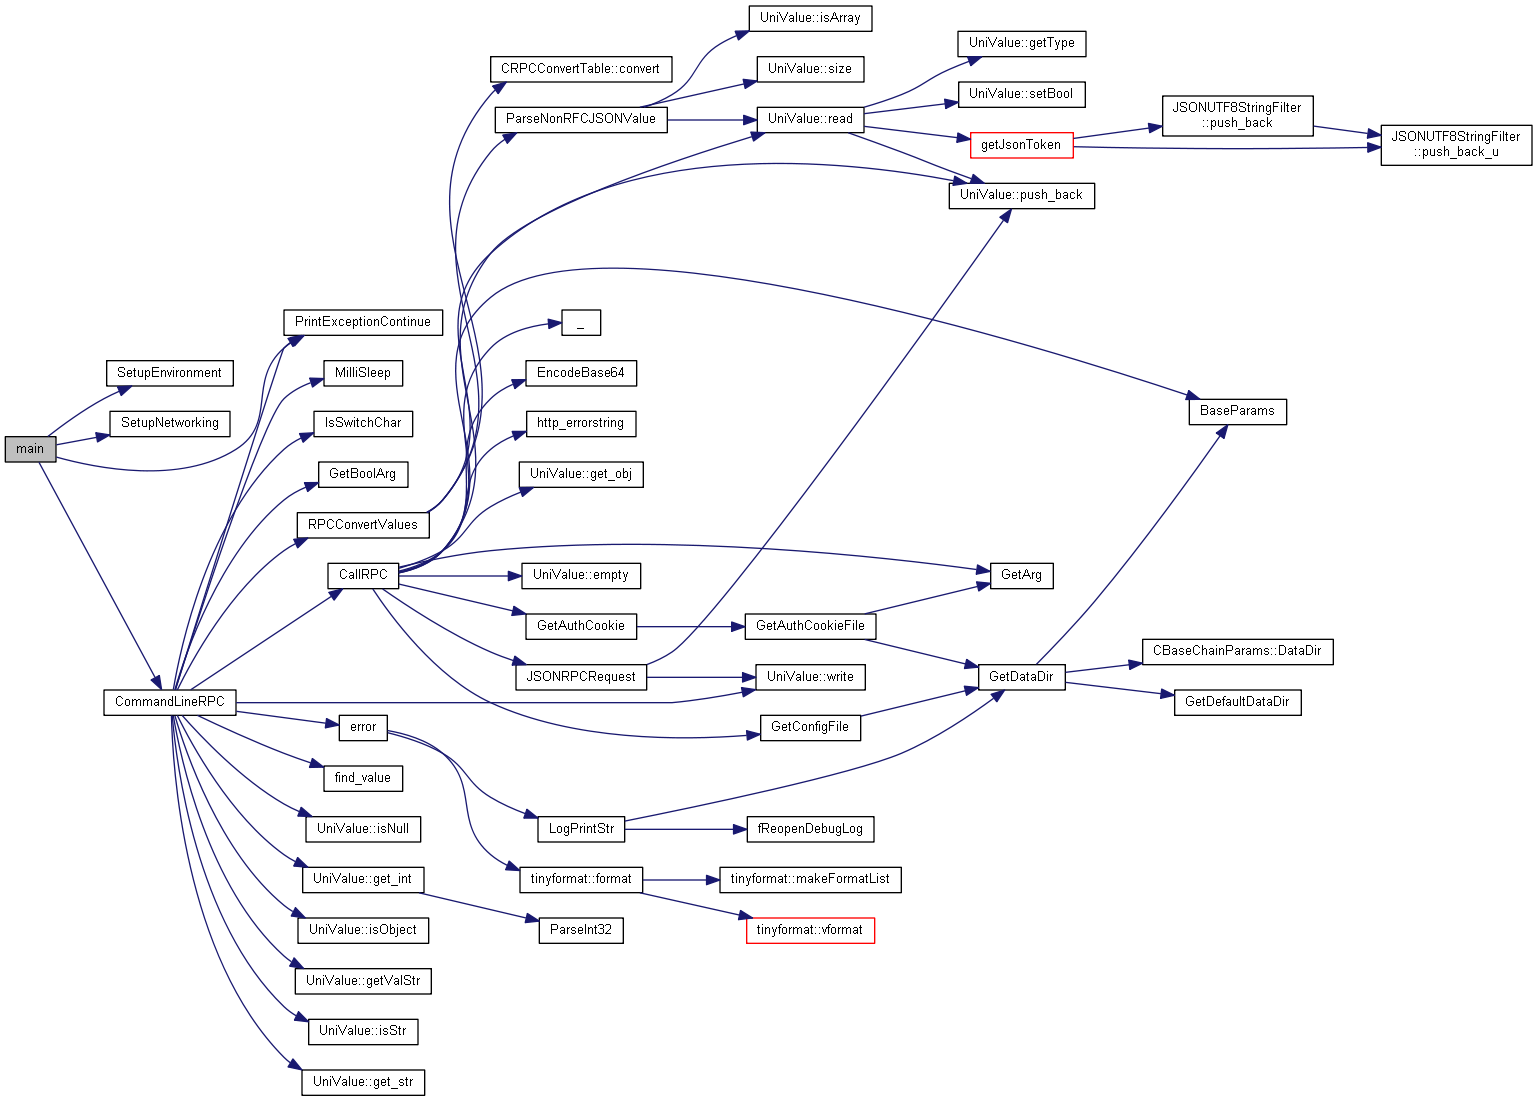 UniValue::isArray
UniValue::getType
CRPCConvertTable::convert
UniValue::size
UniValue::setBool
ParseNonRFCJSONValue
UniValue::read
JSONUTF8StringFilter
::push_back
getJsonToken
JSONUTF8StringFilter
::push_back_u
UniValue::push_back
PrintExceptionContinue
_
SetupEnvironment
MilliSleep
EncodeBase64
BaseParams
SetupNetworking
IsSwitchChar
http_errorstring
main
GetBoolArg
UniValue::get_obj
RPCConvertValues
CallRPC
UniValue::empty
GetArg
GetAuthCookie
GetAuthCookieFile
CBaseChainParams::DataDir
JSONRPCRequest
UniValue::write
GetDataDir
CommandLineRPC
GetDefaultDataDir
error
GetConfigFile
find_value
UniValue::isNull
LogPrintStr
fReopenDebugLog
UniValue::get_int
tinyformat::format
tinyformat::makeFormatList
UniValue::isObject
ParseInt32
tinyformat::vformat
UniValue::getValStr
UniValue::isStr
UniValue::get_str